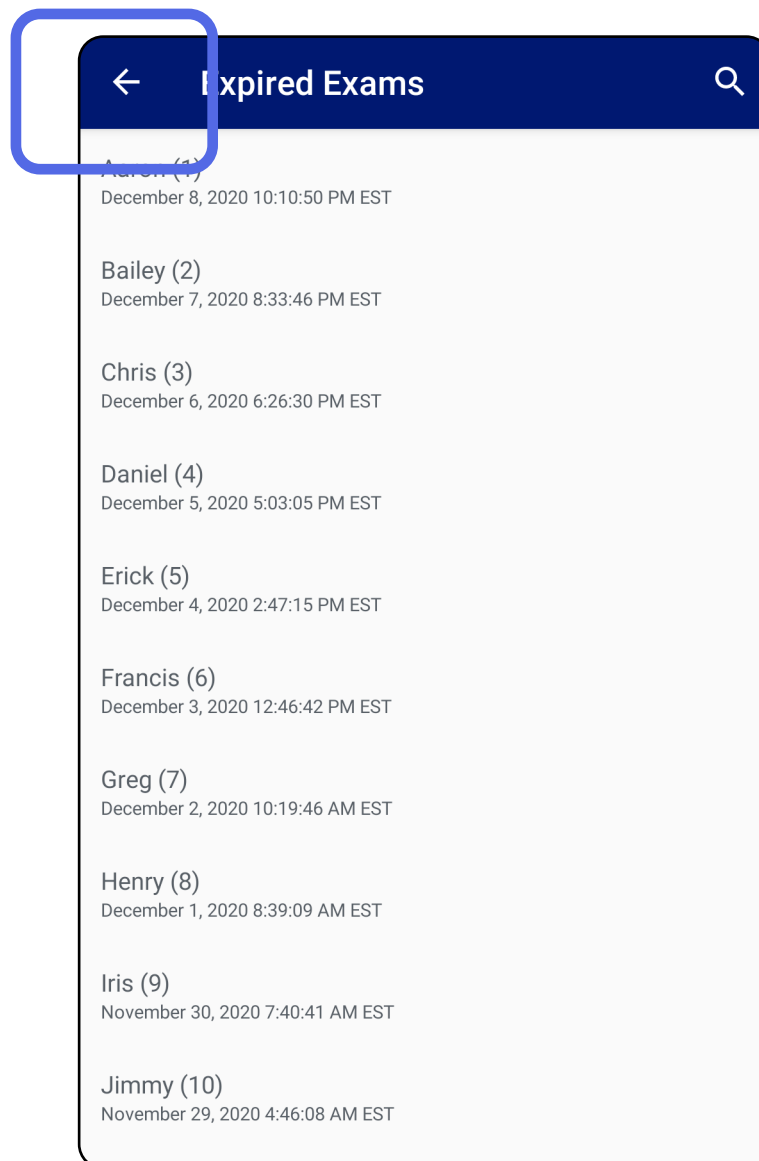 Expired Exams
Aaron (1)
December 8, 2020 10:10:50 PM EST
Bailey (2)
December 7, 2020 8:33:46 PM EST
Chris (3)
December 6, 2020 6:26:30 PM EST
Daniel (4)
December 5, 2020 5:03:05 PM EST
Erick (5)
December 4, 2020 2:47:15 PM EST
Francis (6)
December 3, 2020 12:46:42 PM EST
Greg (7)
December 2, 2020 10:19:46 AM EST
Henry (8)
December 1, 2020 8:39:09 AM EST
Iris (9)
November 30, 2020 7:40:41 AM EST
Jimmy (10)
November 29, 2020 4:46:08 AM EST